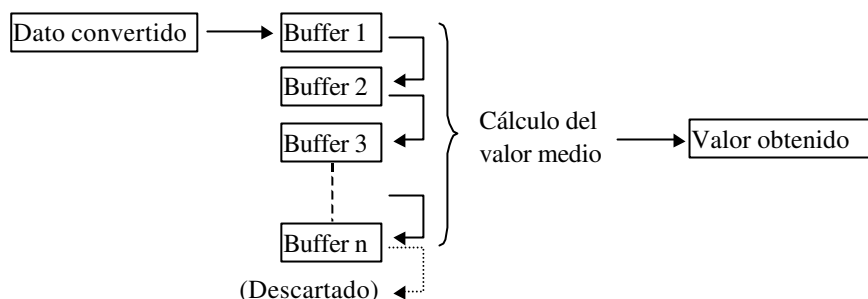 Dato convertido
Buffer 1
Buffer 2
Buffer 3
Buffer n
(Descartado)
Cálculo del
valor medio
Valor obtenido